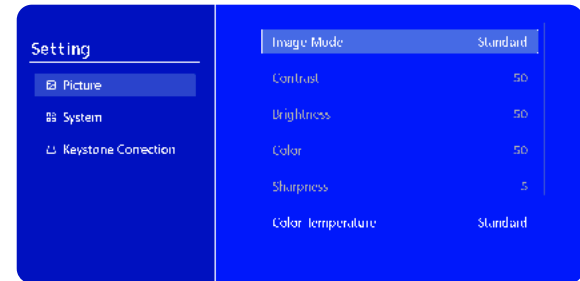 Setting
Picture
System
Keystone Correction
Image Mode Standard
Contrast 50
Brightness 50
Color 50
Sharpness 5
Color Temperature Standard